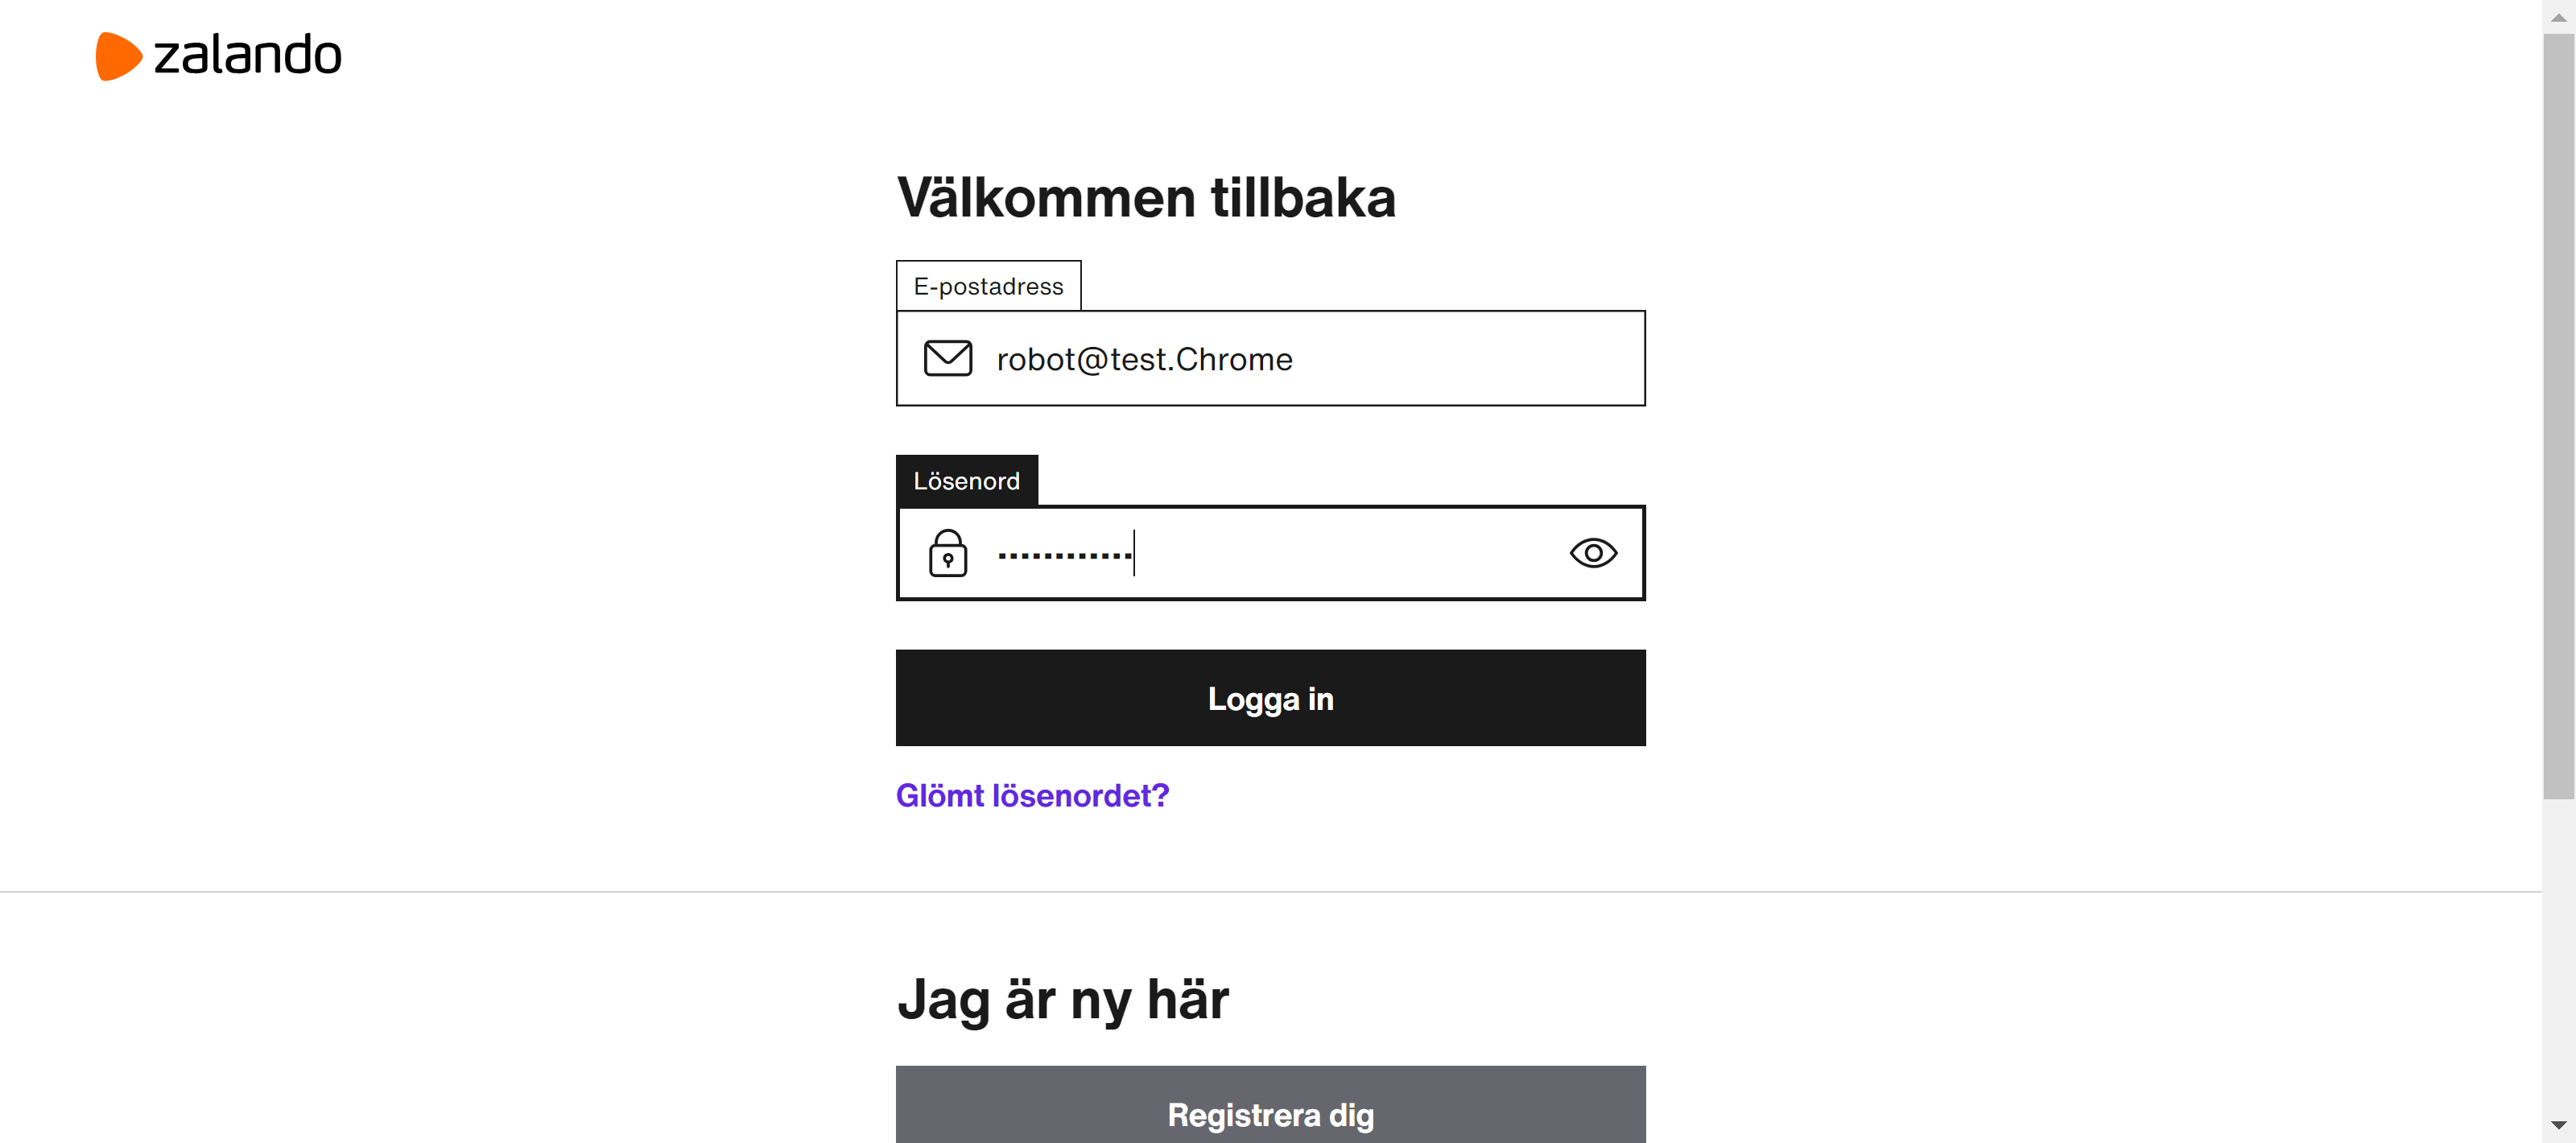 zalando
Välkommen tillbaka
E-postadress
robot@test.Chrome
Lösenord
Logga in
Glömt lösenordet?
Jag är ny här
Registrera dig